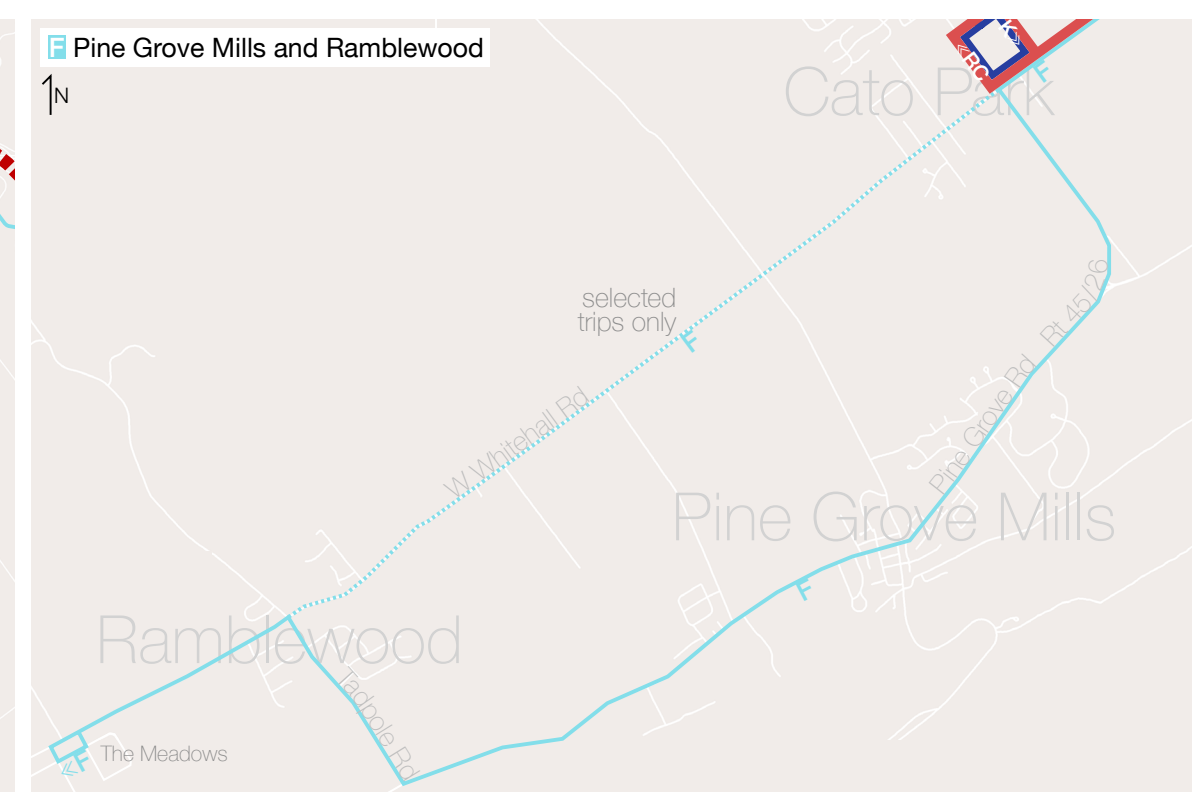 F Pine Grove Mills and Ramblewood
N
K»
«RC
F
Cato Park
Rt 45/26
selected
trips only
F
W Whitehall Rd
Pine Grove Rd
Pine Grove Mills
F
Ramblewood
Tadpole Rd
The Meadows
«F